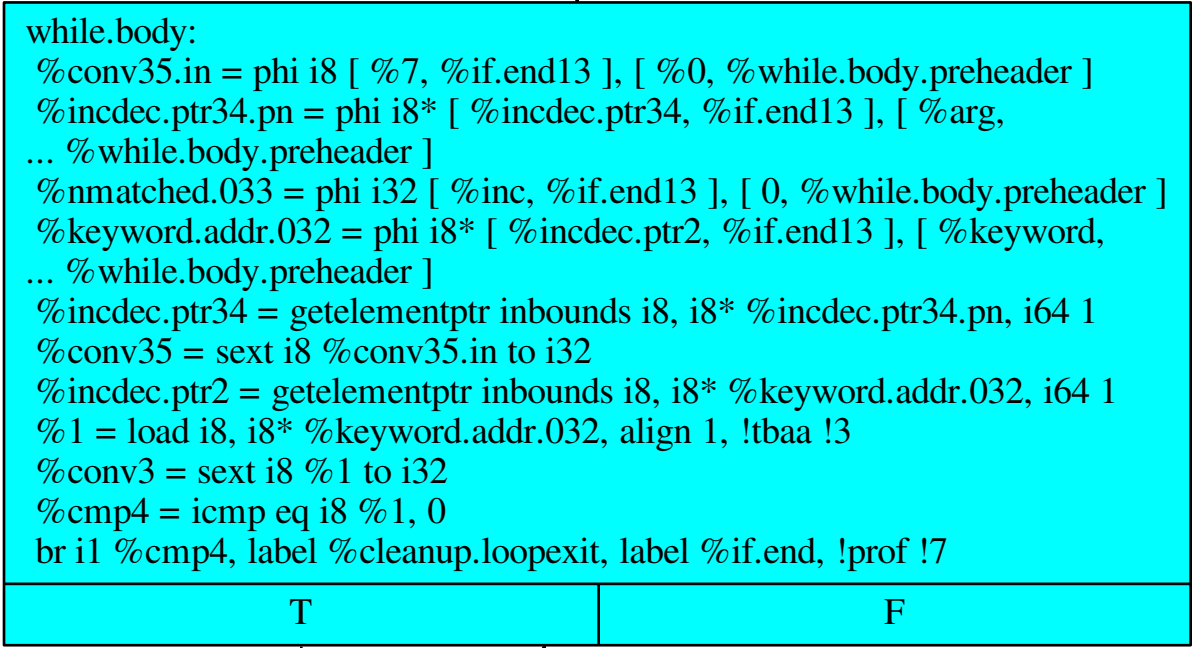 while.body:
%conv35.in = phi i8 [ %7, %if.end13 ], [ %0, %while.body.preheader ]
%incdec.ptr34.pn = phi i8* [ %incdec.ptr34, %if.end13 ], [ %arg,
... %while.body.preheader ]
%nmatched.033 = phi i32 [ %inc, %if.end13 ], [ 0, %while.body.preheader ]
%keyword.addr.032 = phi i8* [ %incdec.ptr2, %if.end13 ], [ %keyword,
... %while.body.preheader ]
%incdec.ptr34 = getelementptr inbounds i8, i8* %incdec.ptr34.pn, i64 1
%conv35 = sext i8 %conv35.in to i32
%incdec.ptr2 = getelementptr inbounds i8, i8* %keyword.addr.032, i64 1
%1 = load i8, i8* %keyword.addr.032, align 1, !tbaa !3
%conv3 = sext i8 %1 to i32
%cmp4 = icmp eq i8 %1, 0
br i1 %cmp4, label %cleanup.loopexit, label %if.end, !prof !7
T F